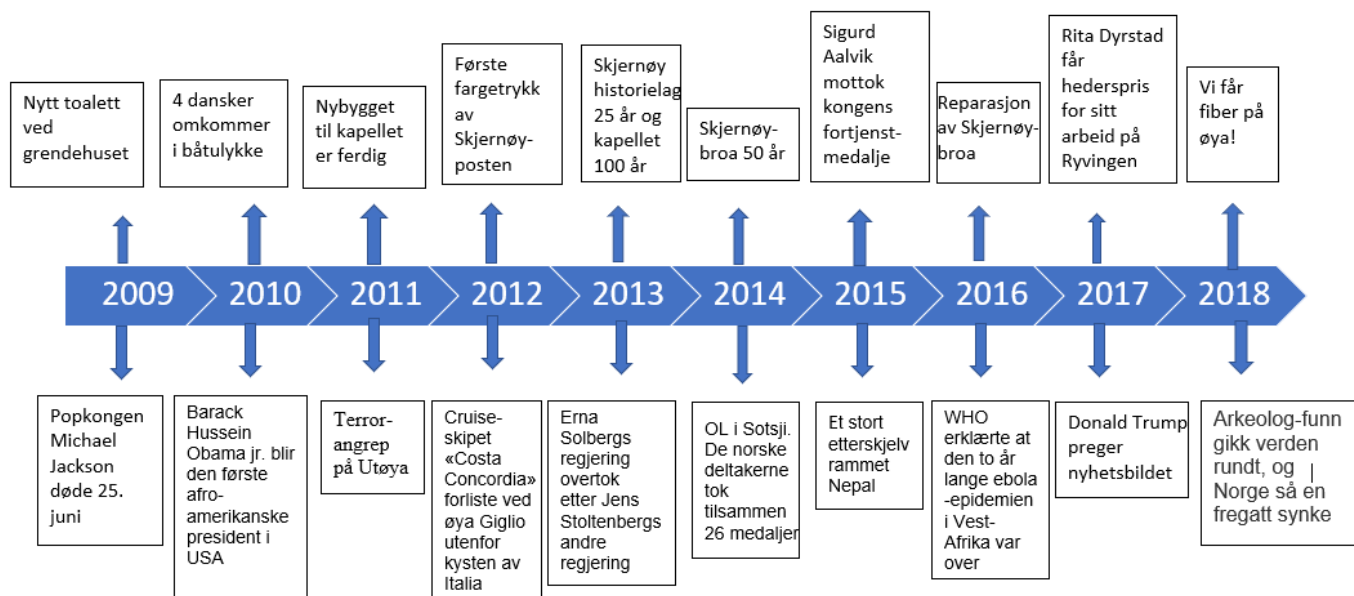 Nytt toalett
ved
grendehuset
4 dansker
omkommer
i båtulykke
Nybygget
til kapellet
er ferdig
Første
fargetrykk
av
Skjernøy-
posten
Skjernøy
historielag
25 år og
kapellet
100 år
Skjernøy-
broa 50 år
Sigurd
Aalvik
mottok
kongens
fortjenst-
medalje
Reparasjon
av Skjernøy-
broa
Rita Dyrstad
får
hederspris
for sitt
arbeid på
Ryvingen
Vi får
fiber på
øya!
2009
2010
2011
2012
2013
2014
2015
2016
2017
2018
Popkongen
Michael
Jackson
døde 25.
juni
Barack
Hussein
Obama jr. blir
den første
afro-
amerikanske
president i
USA
Terror-
angrep
på Utøya
Cruise-
skipet
«Costa
Concordia»
forliste ved
øya Giglio
utenfor
kysten av
Italia
Erna
Solbergs
regjering
overtok
etter Jens
Stoltenbergs
andre
regjering
OL i Sotsji.
De norske
deltakerne
tok
tilsammen
26 medaljer
Et stort
etterskjelv
rammet
Nepal
WHO
erklærte at
den to år
lange ebola
-epidemien
i Vest-
Afrika var
over
Donald Trump
preger
nyhetsbildet
Arkeolog-funn
gikk verden
rundt, og
Norge så en
fregatt synke